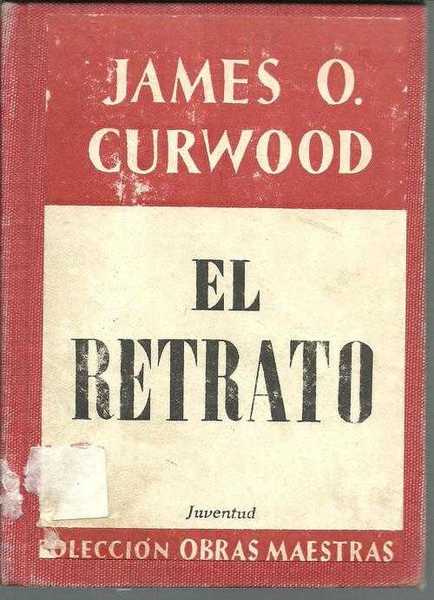 JAMES O.
CURWOOD
EL
RETRATO
Juventud
COLECCIÓN OBRAS MAESTRAS